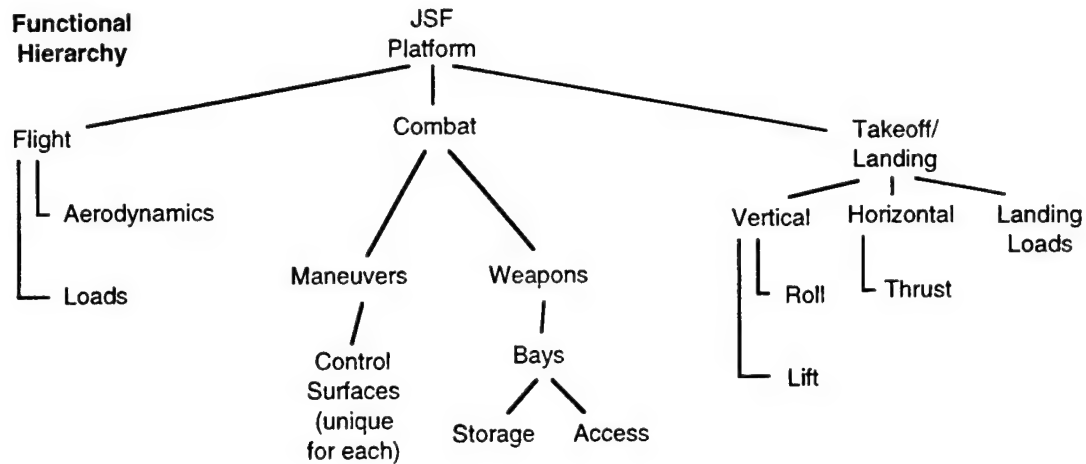 Functional
Hierarchy
JSF
Platform
Flight
Combat
Takeoff/
Landing
Aerodynamics
Loads
Maneuvers
Weapons
Control
Surfaces
(unique
for each)
Bays
Storage
Access
Vertical
Horizontal
Landing
Loads
Roll
Lift
Thrust